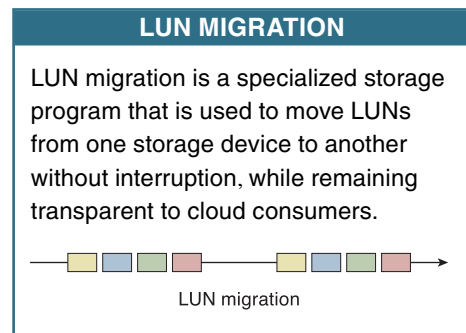 LUN MIGRATION
LUN migration is a specialized storage
program that is used to move LUNs
from one storage device to another
without interruption, while remaining
transparent to cloud consumers.
LUN migration